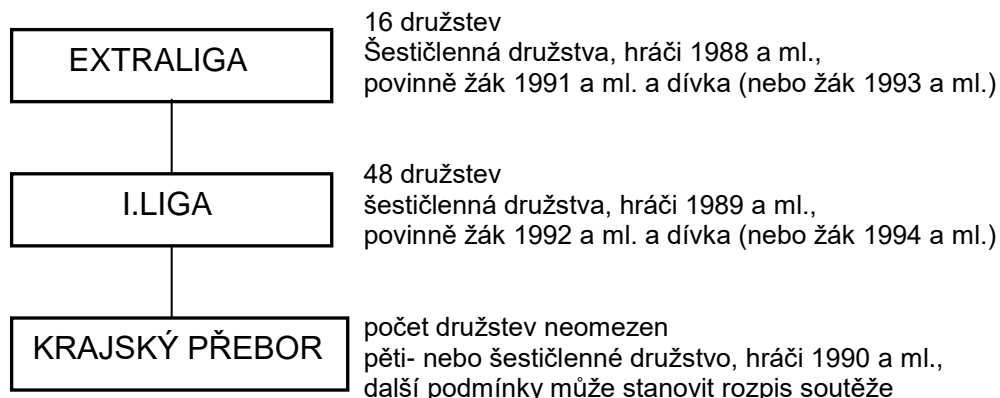 EXTRALIGA
16 družstev
Šestičlenná družstva, hráči 1988 a ml.,
povinně žák 1991 a ml. a dívka (nebo žák 1993 a ml.)
I.LIGA
48 družstev
šestičlenná družstva, hráči 1989 a ml.,
povinně žák 1992 a ml. a dívka (nebo žák 1994 a ml.)
KRAJSKÝ PŘEBOR
počet družstev neomezen
pěti- nebo šestičlenné družstvo, hráči 1990 a ml.,
další podmínky může stanovit rozpis soutěže